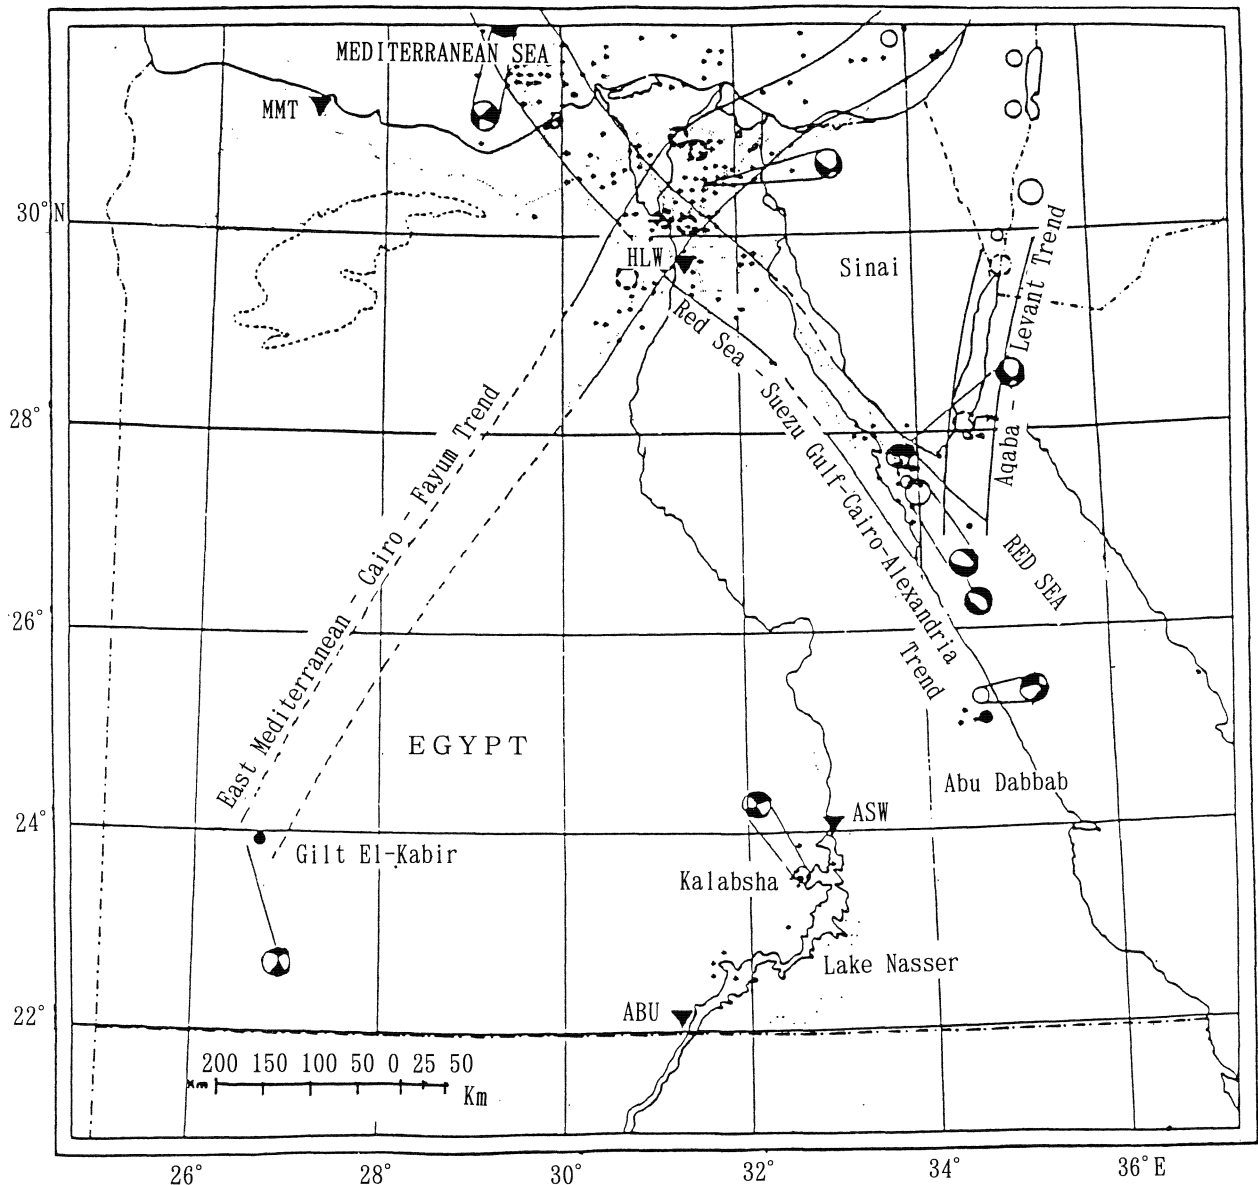 MEDITERRANEAN SEA
MMT
30°N
HLW
Sinai
Red Sea - Suezu Gulf-Cairo-Alexandria
Trend
Aqaba - Levant Trend
28°
East Mediterranean - Cairo - Fayum Trend
RED SEA
26°
EGYPT
Abu Dabbab
24°
ASW
Gilt El-Kabir
Kalabsha
Lake Nasser
22°
ABU
200 150 100 50 0 25 50
Km
Km
26° 28° 30° 32° 34° 36° E